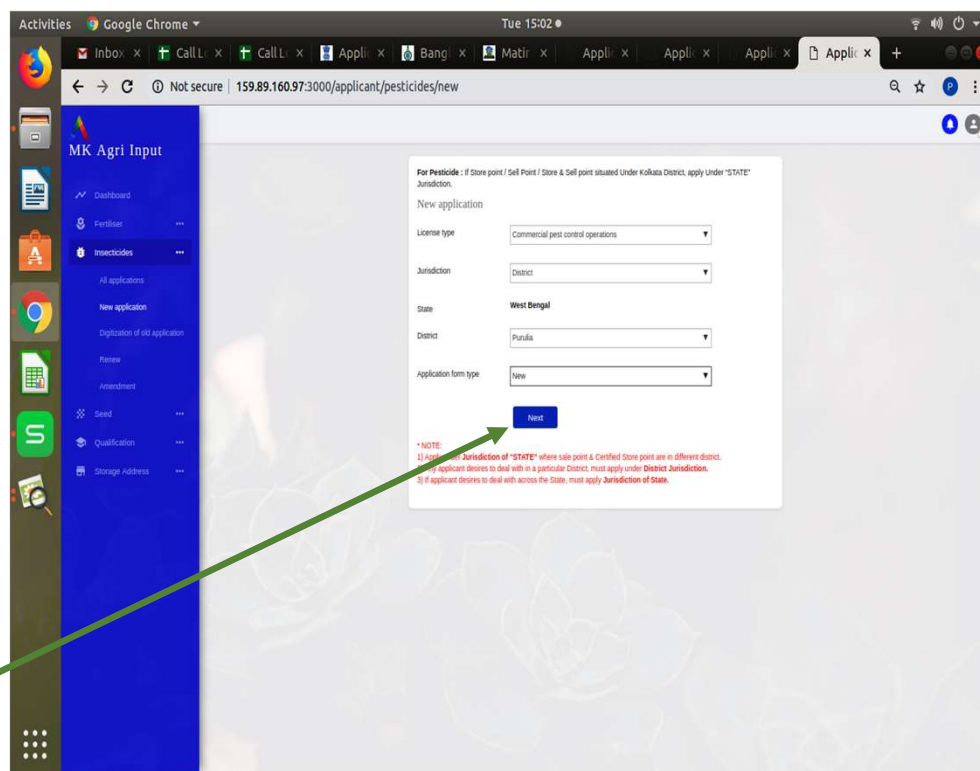 Activities Google Chrome Tue 15:02
Inbox Call Lo Call Lo Applic Bangl Matir Applic Applic Applic Applic
Not secure 159.89.160.97:3000/applicant/pesticides/new P
MK Agri Input
Dashboard
Fertiliser
Insecticides
All applications
New application
Digitization of old application
Renew
Amendment
Seed
Qualification
Storage Address
For Pesticide : If Store point / Sell Point / Store & Sell point situated Under Kolkata District, apply Under "STATE"
Jurisdiction.
New application
License type Commercial pest control operations
Jurisdiction District
State West Bengal
District Purulia
Application form type New
Next
* NOTE:
1) Jurisdiction of "STATE" where sale point & Certified Store point are in different district.
applicant desires to deal with in a particular District, must apply under District Jurisdiction.
3) If applicant desires to deal with across the State, must apply Jurisdiction of State.